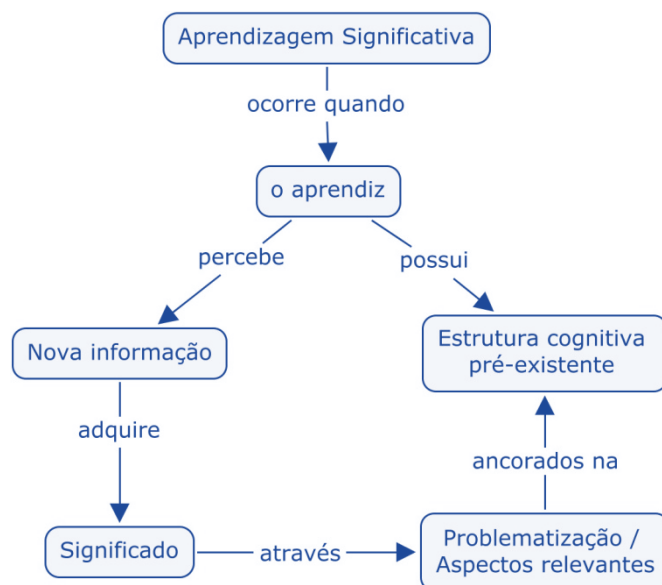 Aprendizagem Significativa
ocorre quando
o aprendiz
percebe
possui
Nova informação
Estrutura cognitiva
pré-existente
adquire
ancorados na
Significado
através
Problematização /
Aspectos relevantes